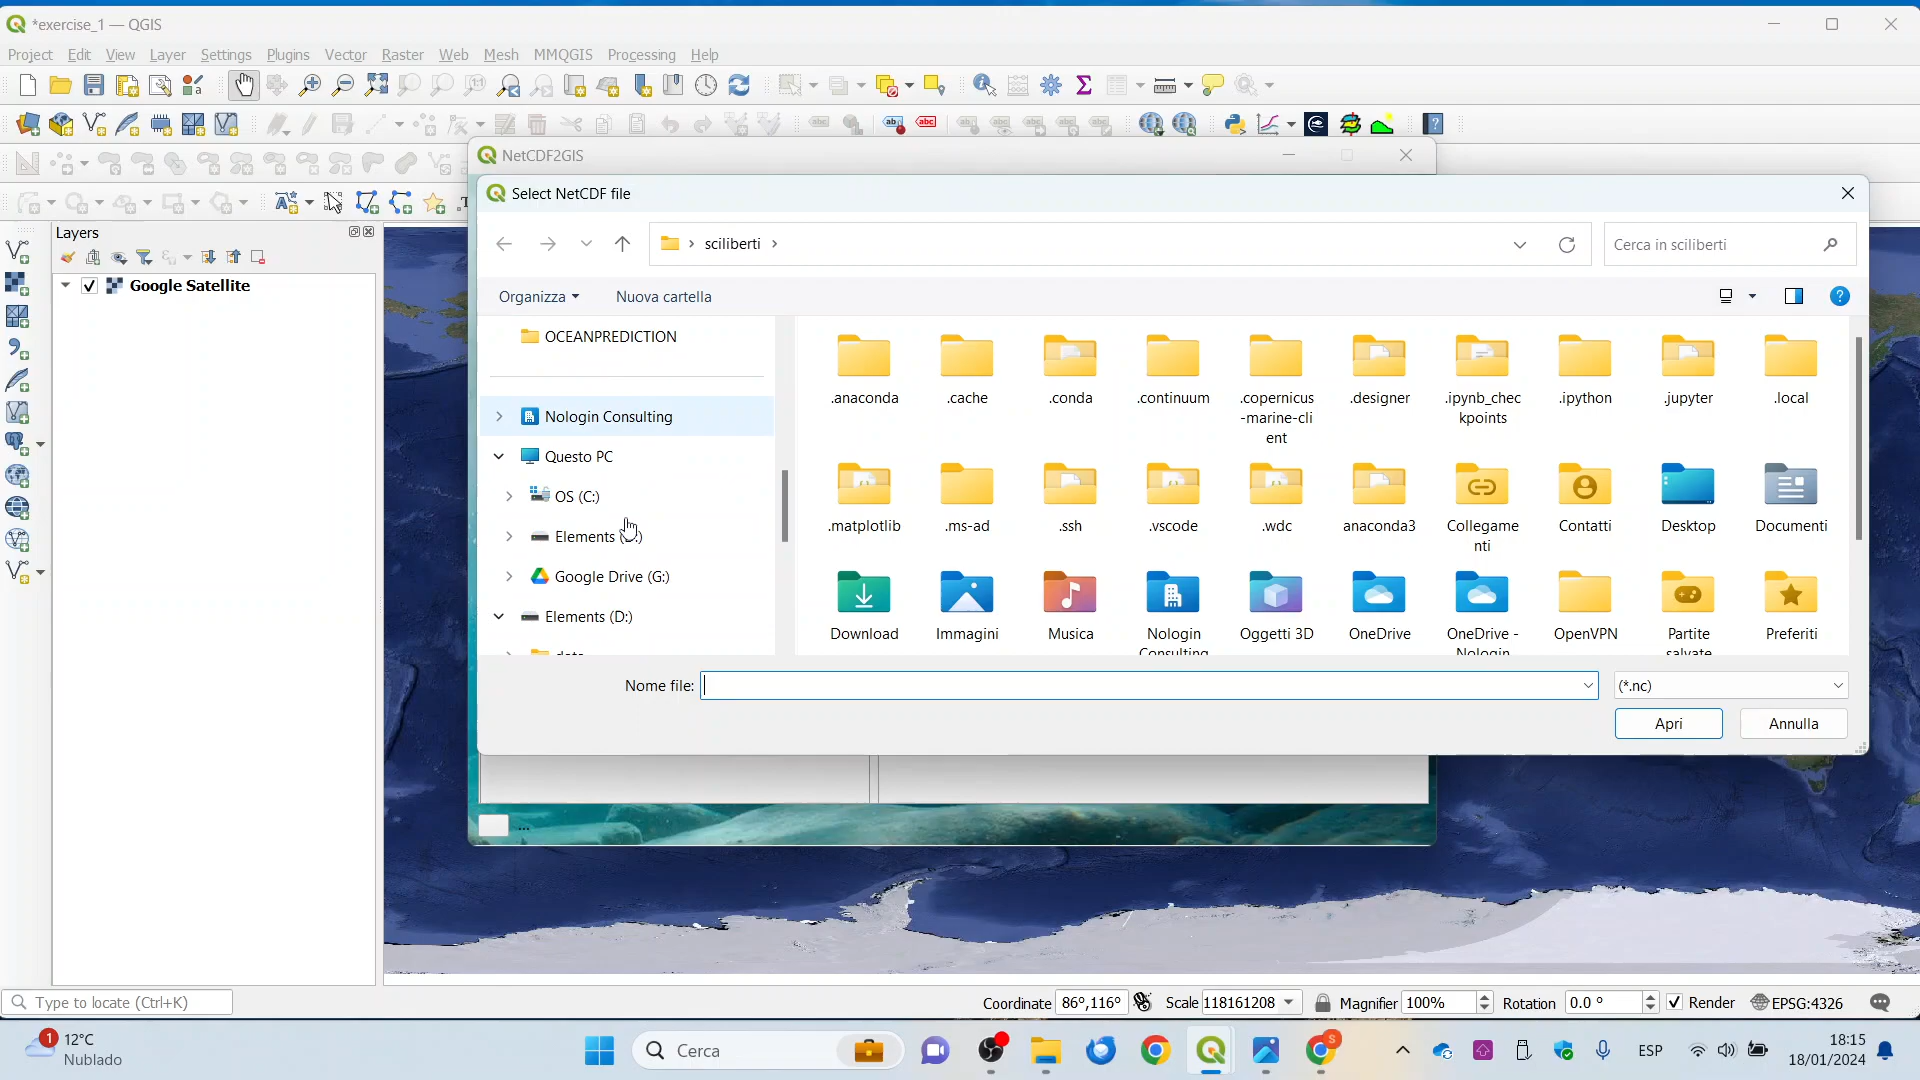 *exercise_1 — QGIS
Project Edit View Layer Settings Plugins Vector Raster Web Mesh MMQGIS Processing Help
NetCDF2GIS
Select NetCDF file
sciliberti
Cerca in sciliberti
Organizza
Nuova cartella
Layers
Google Satellite
OCEANPREDICTION
Nologin Consulting
Questo PC
OS (C:)
Elements
Google Drive (G:)
Elements (D:)
.anaconda
.cache
.conda
.continuum
.copernicus
-marine-cli
ent
.designer
.ipynb_chec
kpoints
.ipython
.jupyter
.local
.matplotlib
.ms-ad
.ssh
.vscode
.wdc
anaconda3
Collegame
nti
Contatti
Desktop
Documenti
Download
Immagini
Musica
Nologin
Consulting
Oggetti 3D
OneDrive
OneDrive -
Nologin
OpenVPN
Partite
salvate
Preferiti
Nome file:
(*.nc)
Apri
Annulla
...
Type to locate (Ctrl+K)
Coordinate 86°,116° Scale 118161208 Magnifier 100% Rotation 0.0 ° Render EPSG:4326
1
12°C
Nublado
Cerca
S
ESP
18:15
18/01/2024